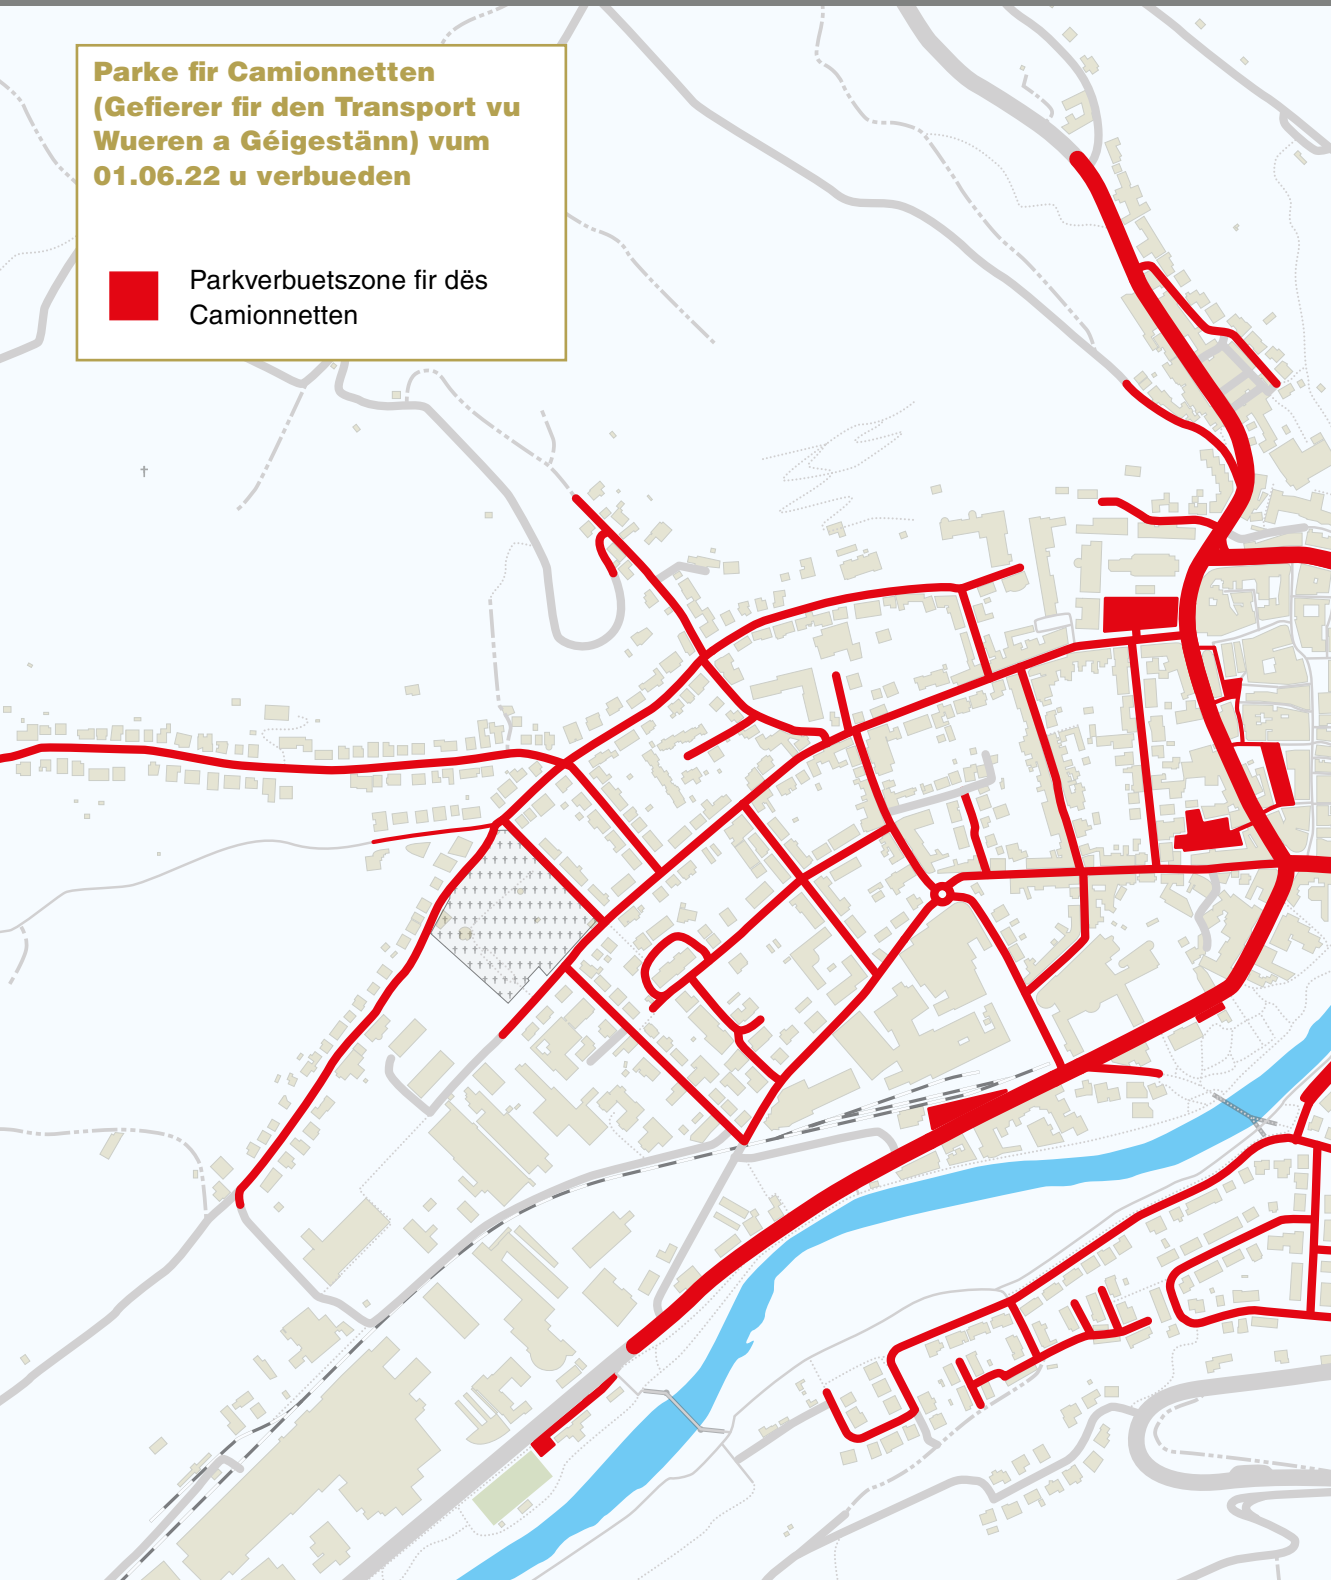 Parke fir Camionnetten
(Gefierer fir den Transport vu
Wueren a Géigestänn) vum
01.06.22 u verbueden
Parkverbuetszone fir dës
Camionnetten